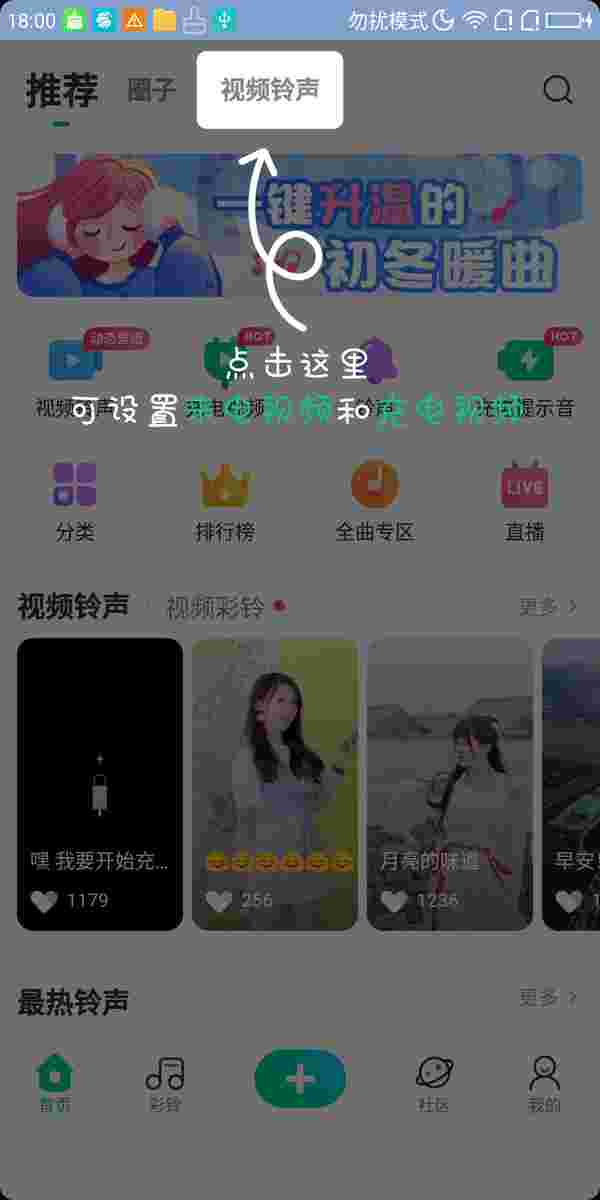 18:00 勿扰模式
推荐 圈子 视频铃声
一键升温的
初冬暖曲
动态壁纸 HOT HOT
点击这里
可设置来电视频和充电视频
视频铃声 充电视频 铃声 充电提示音
LIVE
分类 排行榜 全曲专区 直播
视频铃声 视频彩铃 更多
嘿 我要开始充... 月亮的味道 早安
1179 256 1236 1
最热铃声 更多
首页 彩铃 社区 我的